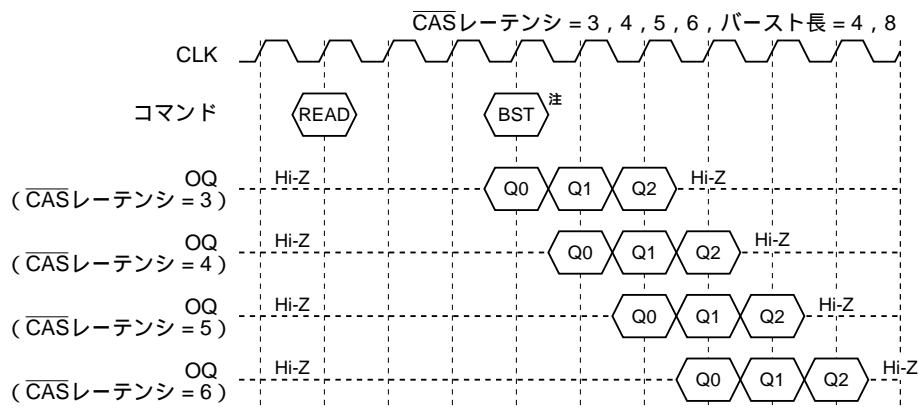 CASレーテンシ = 3 , 4 , 5 , 6 , バースト長 = 4 , 8
CLK
コマンド READ BST 注
OQ
(CASレーテンシ = 3) Hi-Z Q0 Q1 Q2 Hi-Z
OQ
(CASレーテンシ = 4) Hi-Z Q0 Q1 Q2 Hi-Z
OQ
(CASレーテンシ = 5) Hi-Z Q0 Q1 Q2 Hi-Z
OQ
(CASレーテンシ = 6) Hi-Z Q0 Q1 Q2 Hi-Z